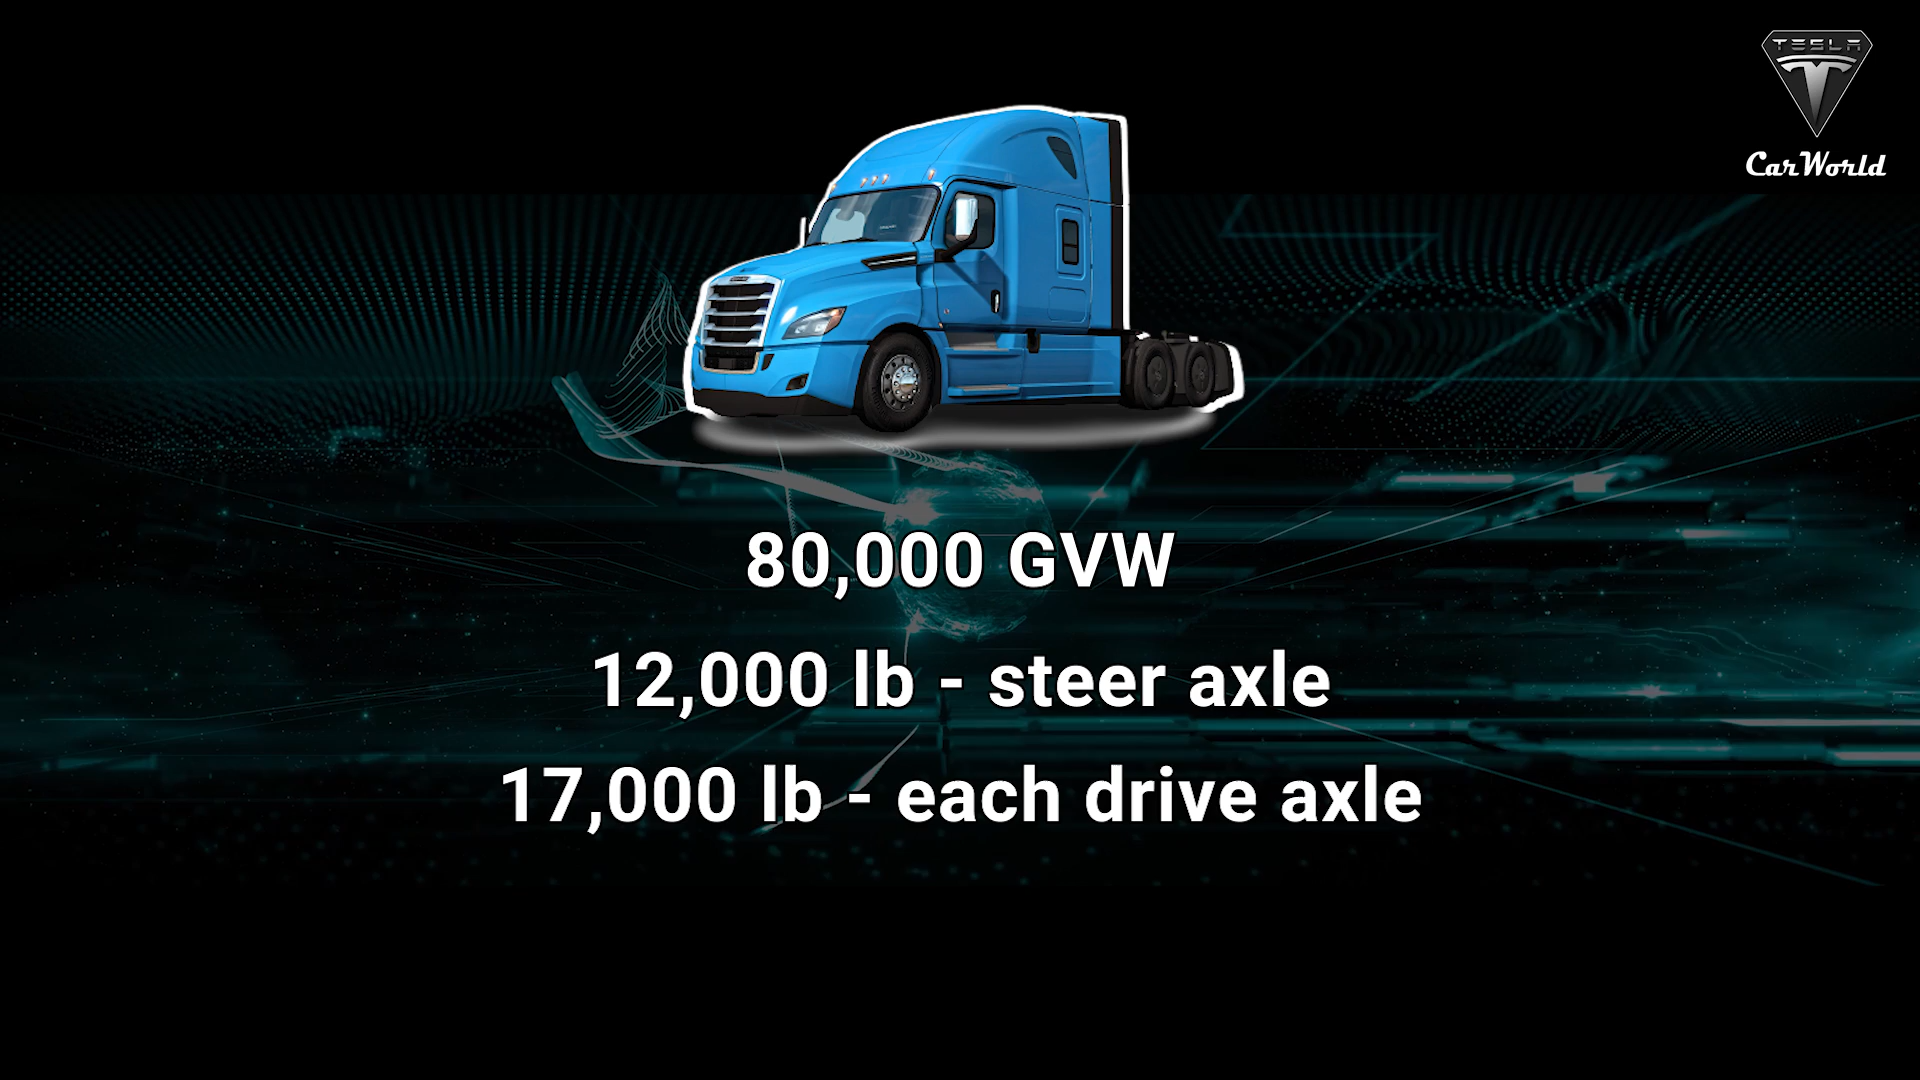 TESLA
CarWorld
80,000 GVW
12,000 lb - steer axle
17,000 lb - each drive axle